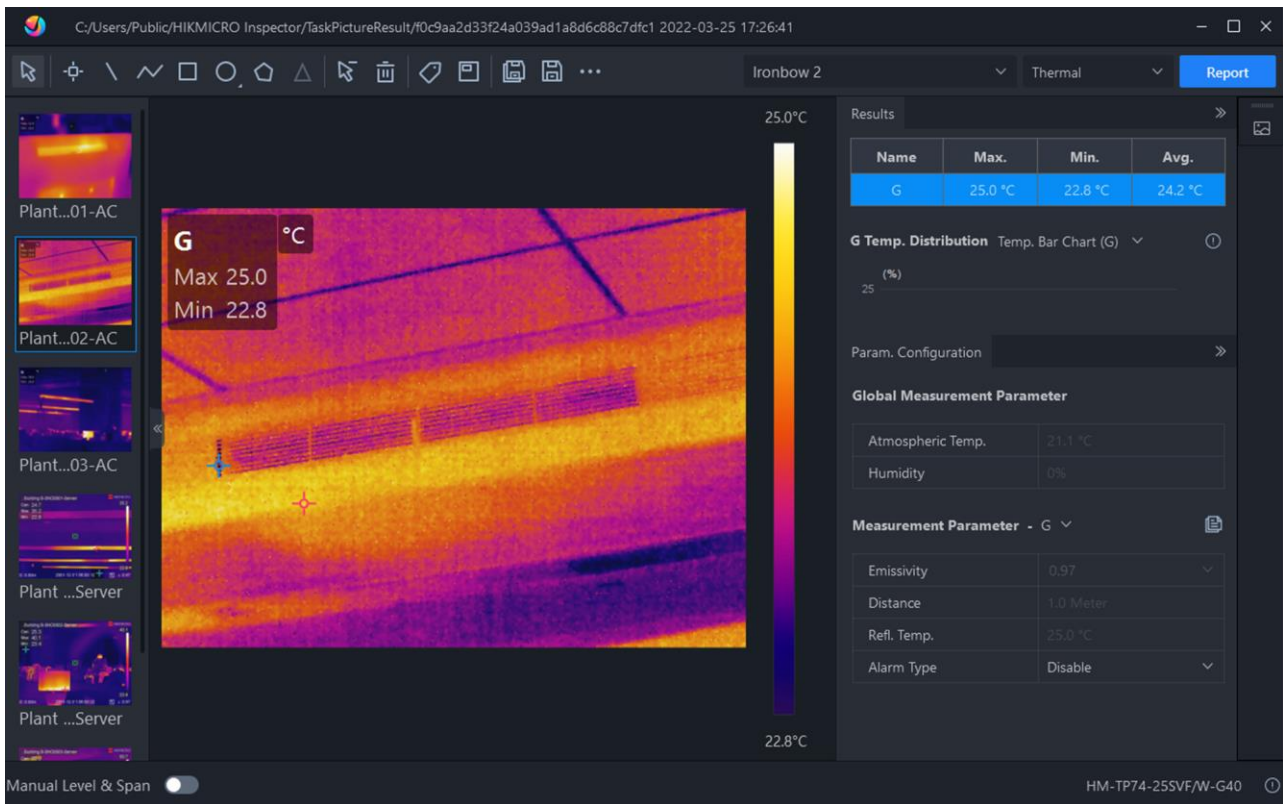 C:/Users/Public/HIKMICRO Inspector/TaskPictureResult/f0c9aa2d33f24a039ad1a8d6c88c7dfc1 2022-03-25 17:26:41
Ironbow 2
Thermal
Report
Plant...01-AC
Plant...02-AC
Plant...03-AC
Plant ...Server
Plant ...Server
G
°C
Max 25.0
Min 22.8
25.0°C
22.8°C
Results
Name Max. Min. Avg.
G 25.0 °C 22.8 °C 24.2 °C
G Temp. Distribution Temp. Bar Chart (G)
(%)
25
Param. Configuration
Global Measurement Parameter
Atmospheric Temp. 21.1 °C
Humidity 0%
Measurement Parameter - G
Emissivity 0.97
Distance 1.0 Meter
Refl. Temp. 25.0 °C
Alarm Type Disable
Manual Level & Span
HM-TP74-25SVF/W-G40